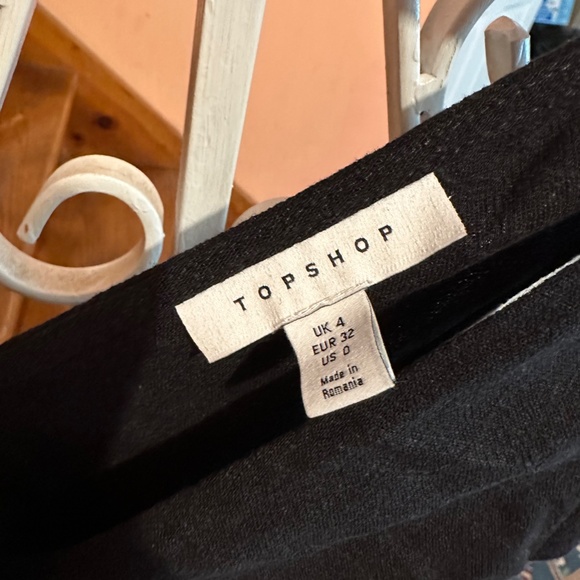 TOPSHOP
UK 4
EUR 32
US 0
Made in
Romania